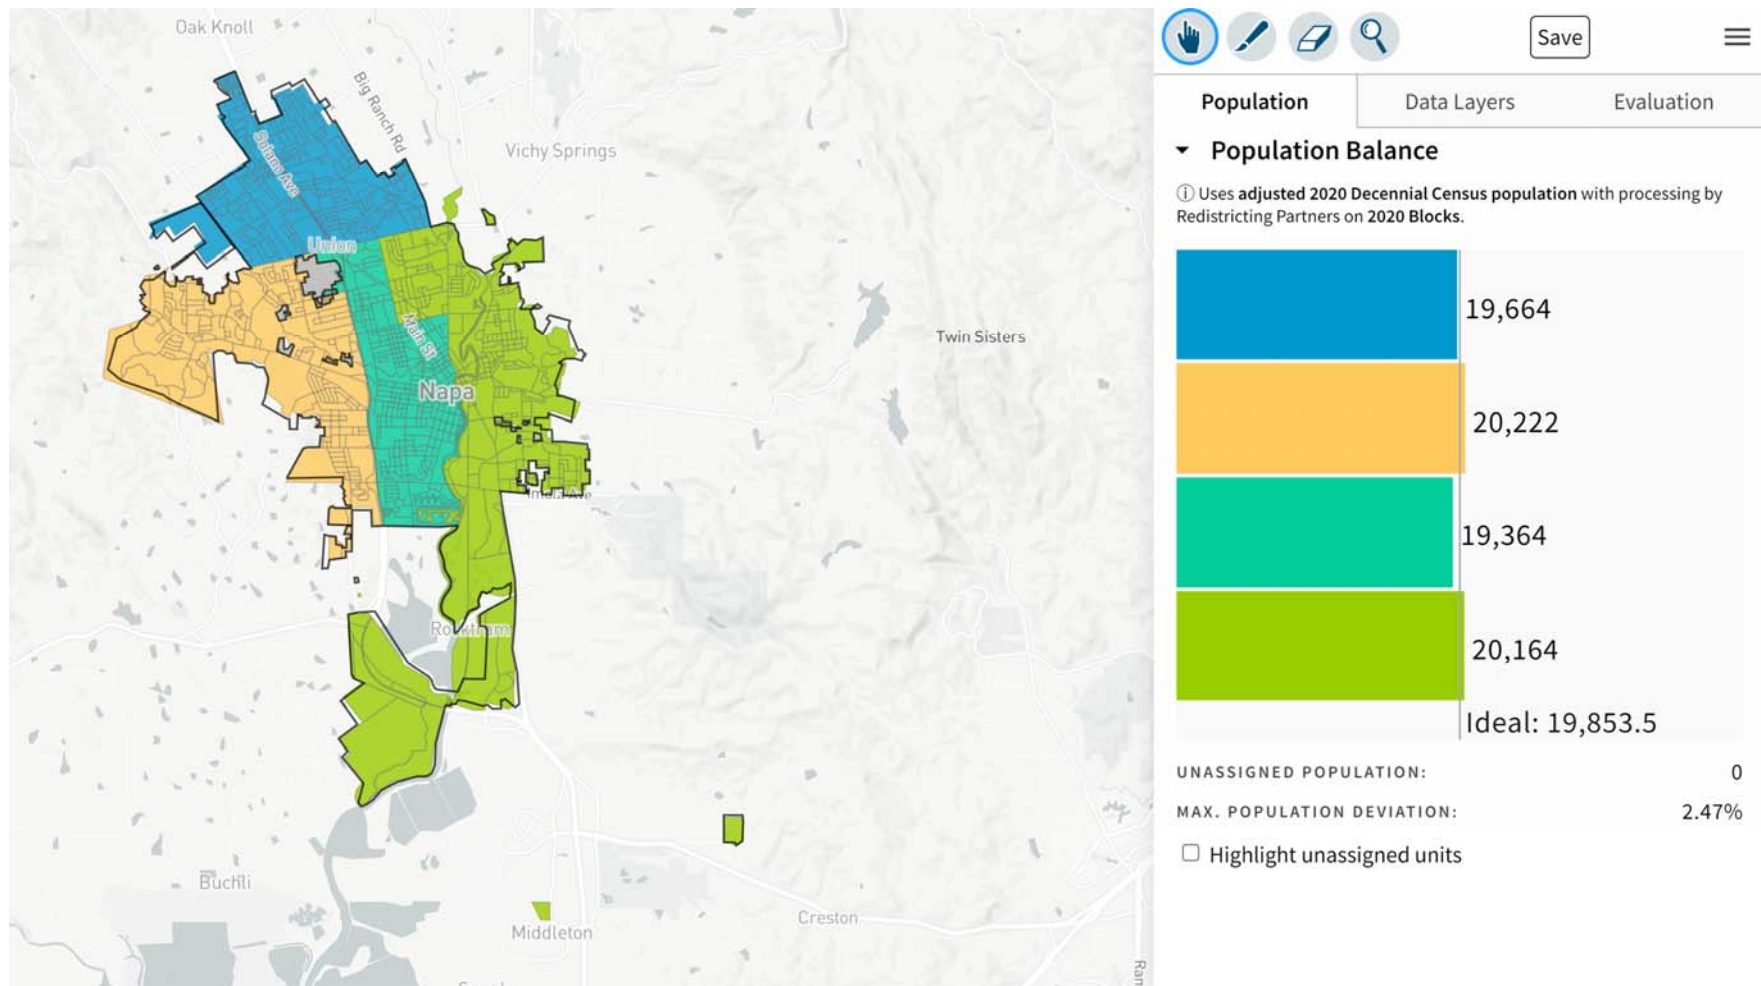 Oak Knoll
Big Ranch Rd
Solano Ave
Vichy Springs
Union
Main St
Twin Sisters
Napa
Imola Ave
Rocktram
Buchli
Middleton
Creston
Save
Population
Data Layers
Evaluation
Population Balance
ⓘ Uses adjusted 2020 Decennial Census population with processing by
Redistricting Partners on 2020 Blocks.
19,664
20,222
19,364
20,164
Ideal: 19,853.5
UNASSIGNED POPULATION: 0
MAX. POPULATION DEVIATION: 2.47%
Highlight unassigned units